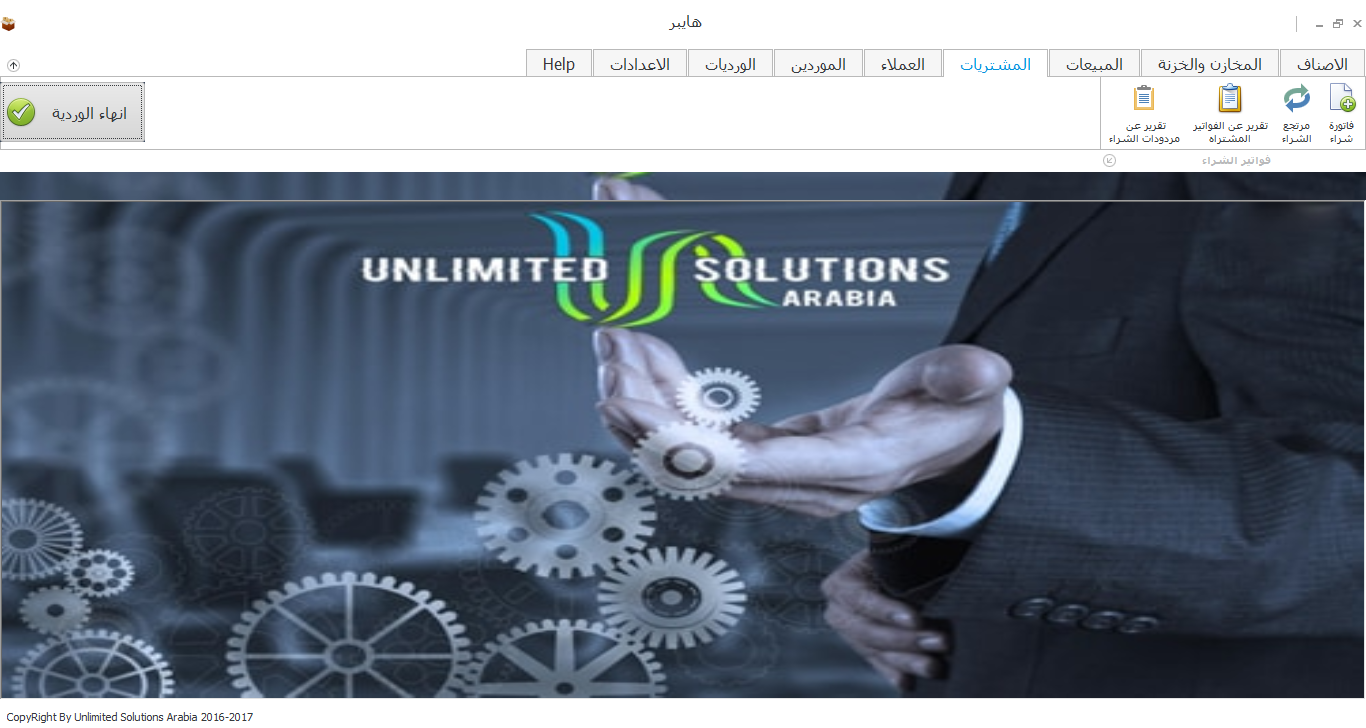 هايبر
الاصناف
المخازن والخزنة
المبيعات
المشتريات
العملاء
الموردين
الورديات
الاعدادات
Help
فاتورة
شراء
مرتجع
الشراء
تقرير عن الفواتير
المشتراه
تقرير عن
مردودات الشراء
انهاء الوردية
فواتير الشراء
UNLIMITED SOLUTIONS
ARABIA
CopyRight By Unlimited Solutions Arabia 2016-2017